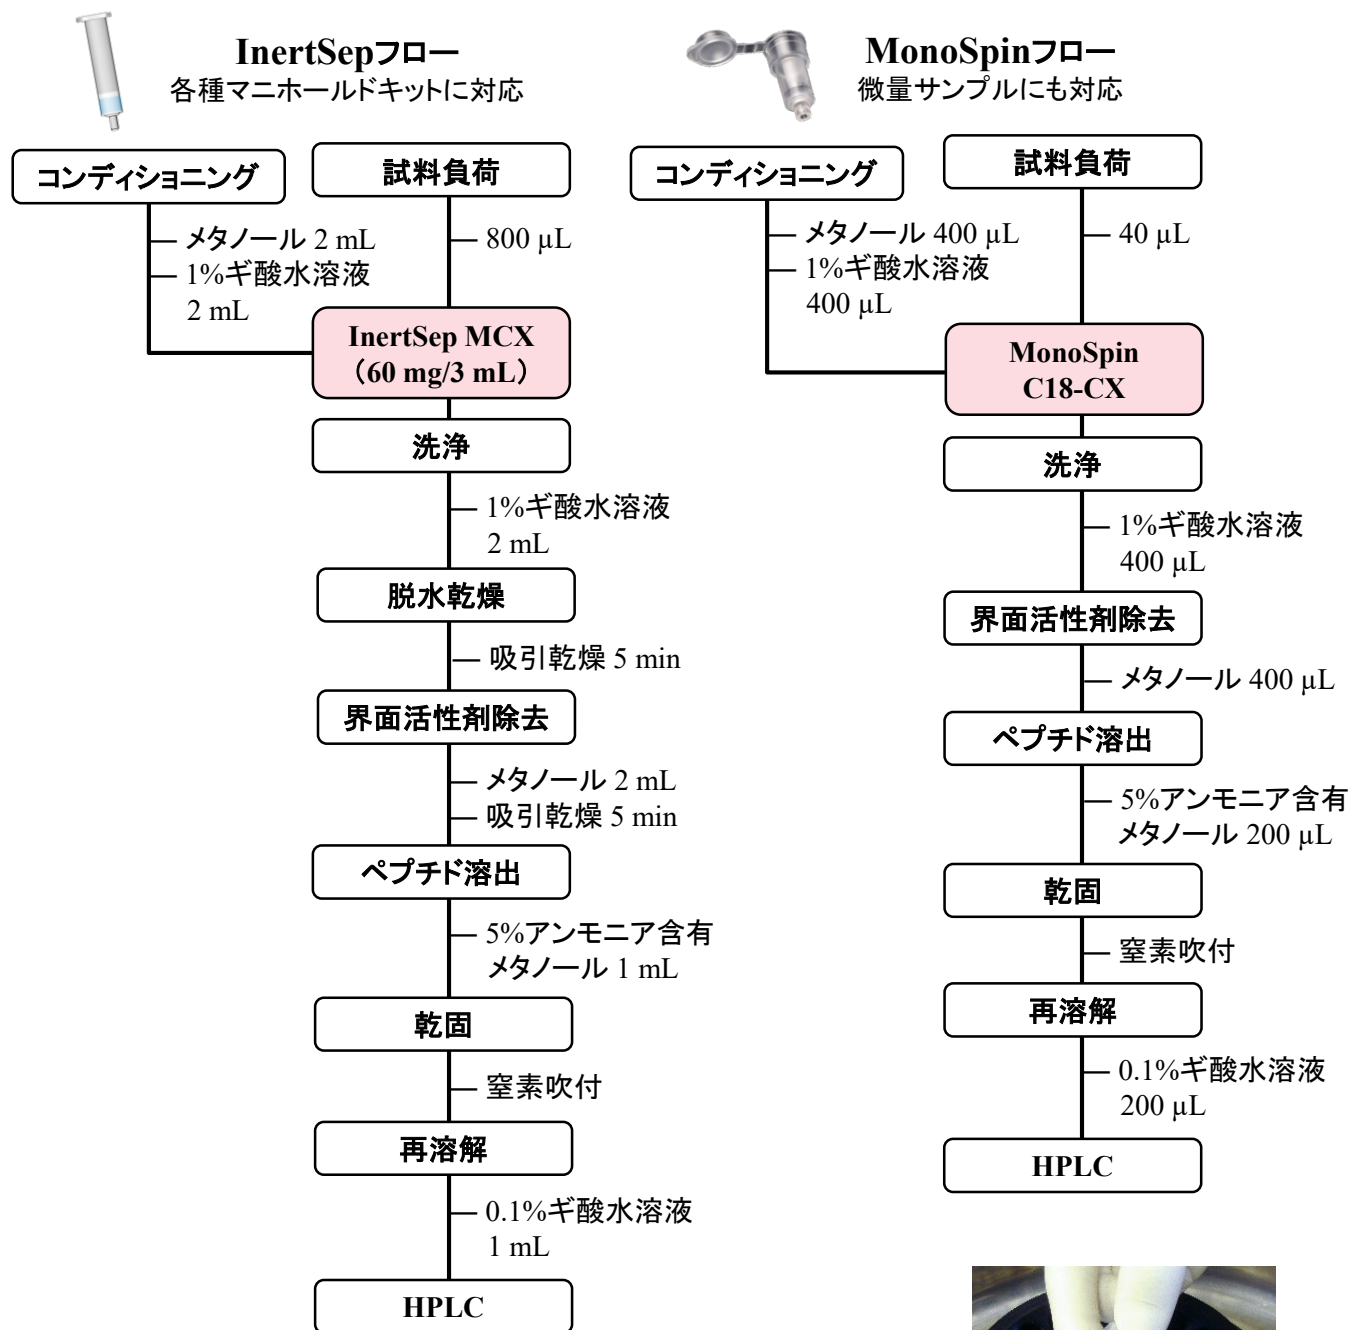 InertSepフロー
各種マニホールドキットに対応
コンディショニング
試料負荷
メタノール 2 mL
1%ギ酸水溶液
2 mL
800 µL
InertSep MCX
（60 mg/3 mL）
洗浄
1%ギ酸水溶液
2 mL
脱水乾燥
吸引乾燥 5 min
界面活性剤除去
メタノール 2 mL
吸引乾燥 5 min
ペプチド溶出
5%アンモニア含有
メタノール 1 mL
乾固
窒素吹付
再溶解
0.1%ギ酸水溶液
1 mL
HPLC
MonoSpinフロー
微量サンプルにも対応
コンディショニング
試料負荷
メタノール 400 µL
1%ギ酸水溶液
400 µL
40 µL
MonoSpin
C18-CX
洗浄
1%ギ酸水溶液
400 µL
界面活性剤除去
メタノール 400 µL
ペプチド溶出
5%アンモニア含有
メタノール 200 µL
乾固
窒素吹付
再溶解
0.1%ギ酸水溶液
200 µL
HPLC